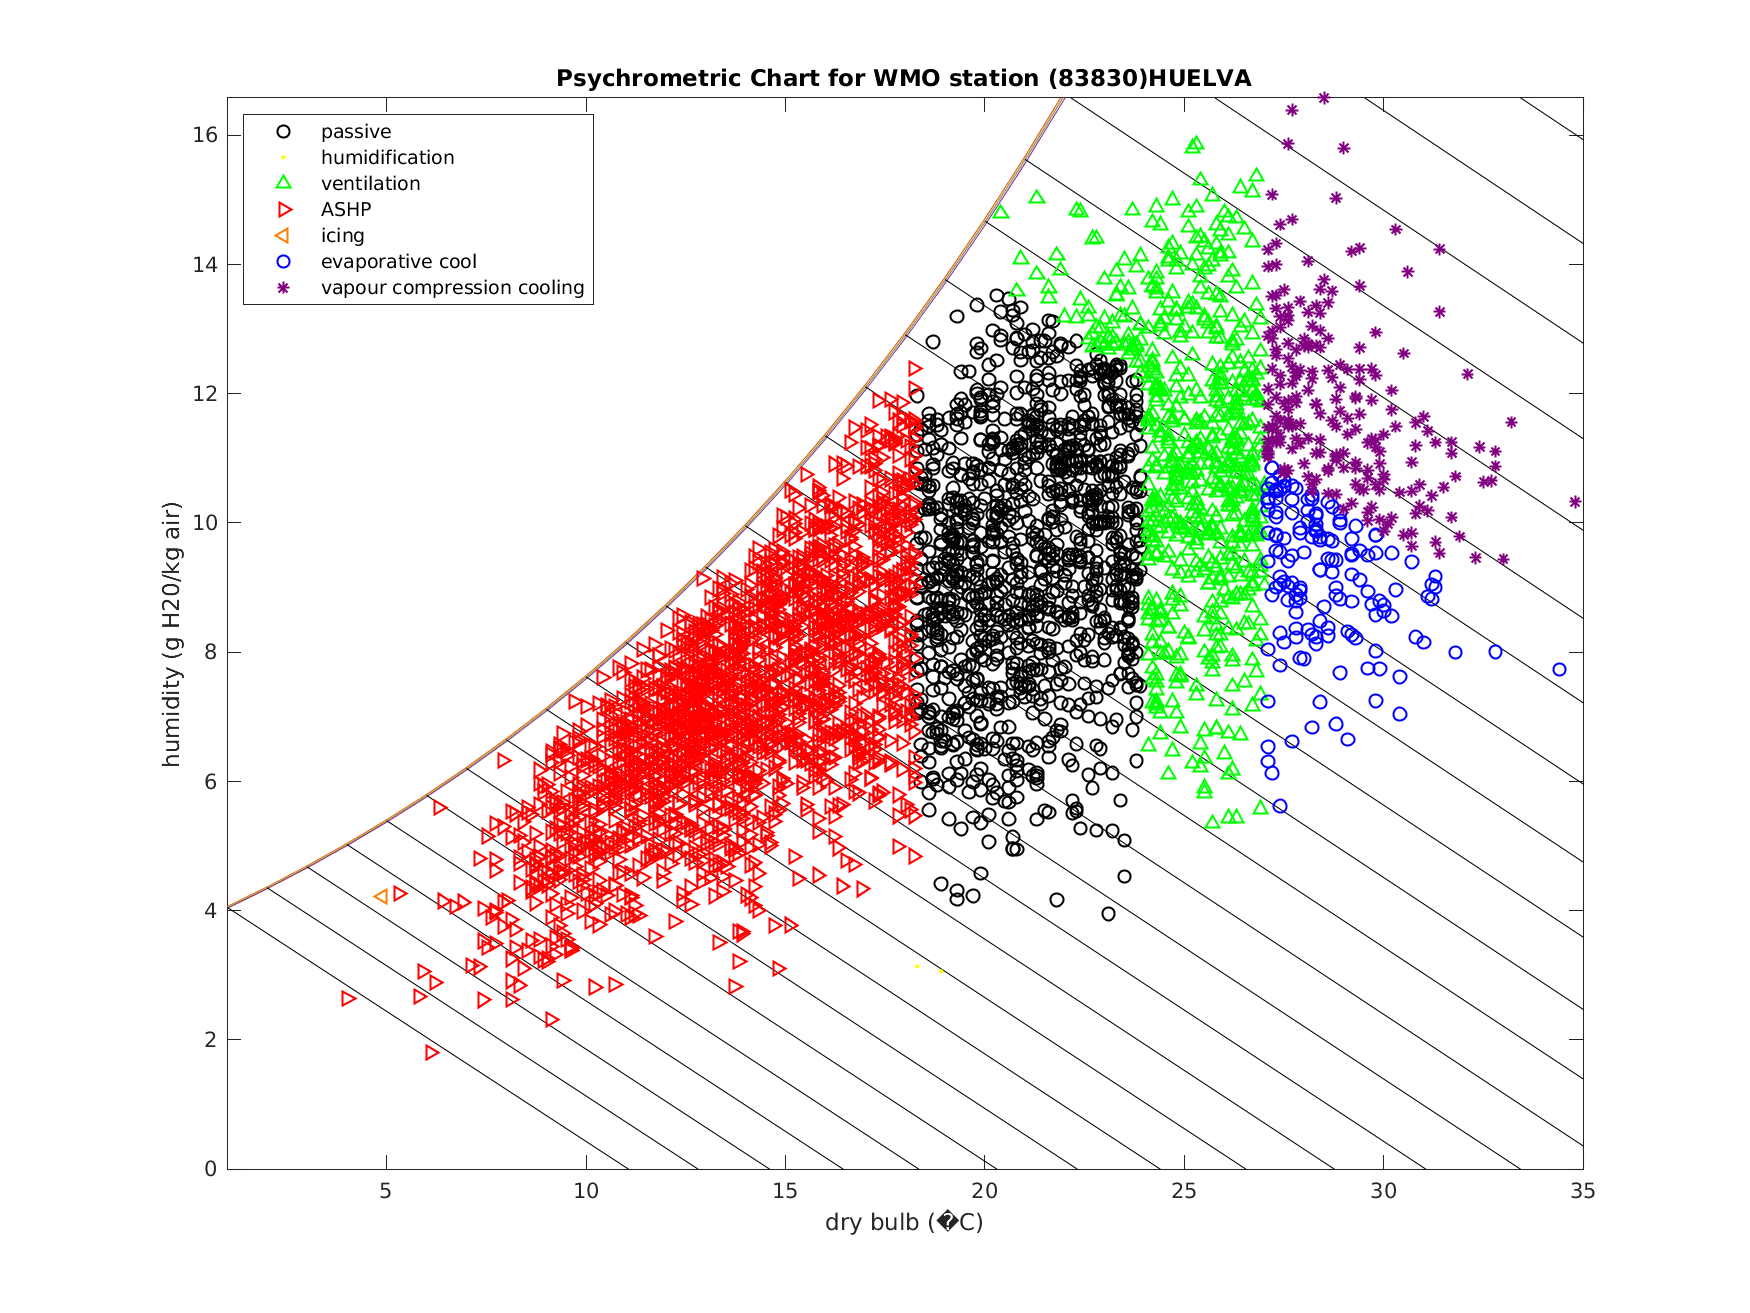 Psychrometric Chart for WMO station (83830)HUELVA
passive
humidification
ventilation
ASHP
icing
evaporative cool
vapour compression cooling
humidity (g H20/kg air)
16
14
12
10
8
6
4
2
0
5
10
15
20
25
30
35
dry bulb (�C)